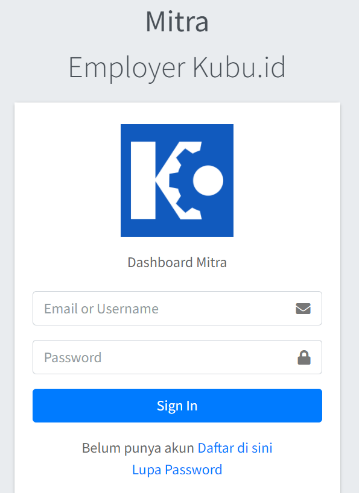 Mitra
Employer Kubu.id
Dashboard Mitra
Email or Username
Password
Sign In
Belum punya akun Daftar di sini
Lupa Password